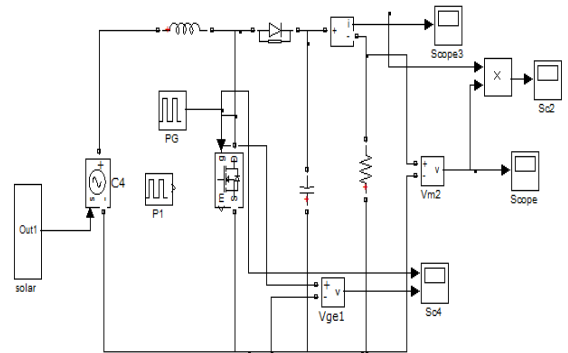 i
+
-
Scope3
X
Sc2
PG
g
D
E
S
+
s
-
C4
P1
+
-
v
Vm2
Scope
Out1
solar
+
-
v
Vge1
Sc4